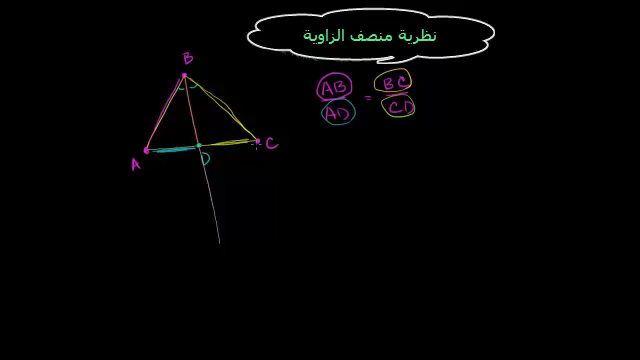 نظرية منصف الزاوية
B
AB/AD = BC/CD
A
C
D